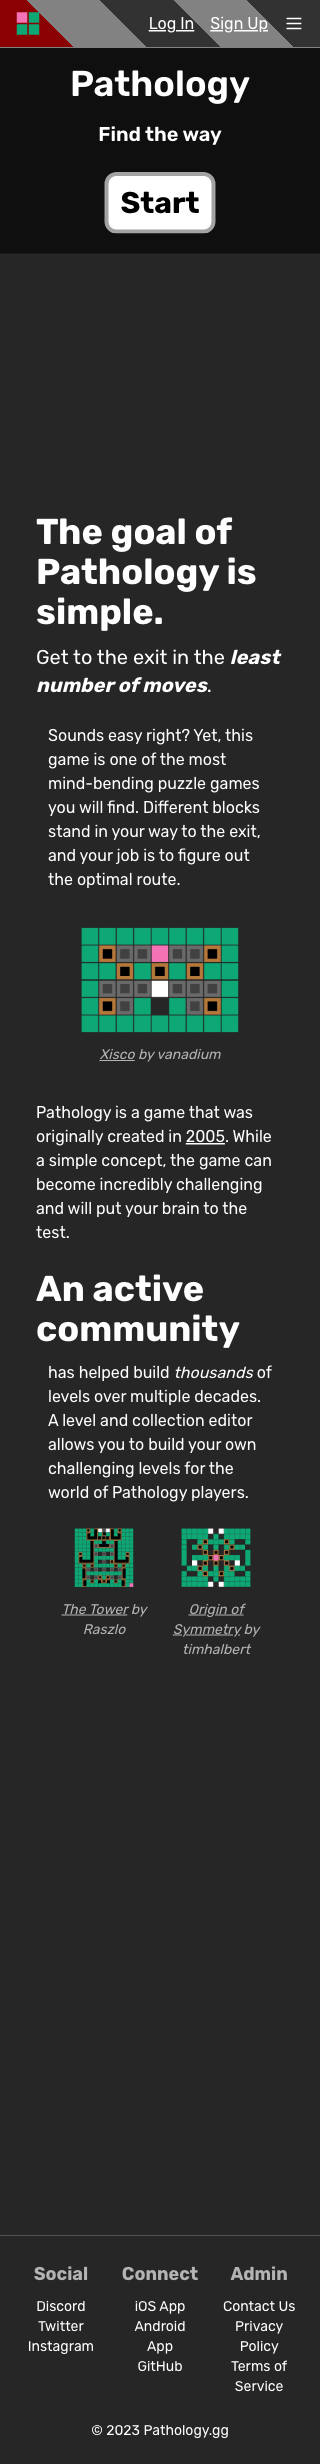 Log In Sign Up
Pathology
Find the way
Start
The goal of
Pathology is
simple.
Get to the exit in the least
number of moves.
Sounds easy right? Yet, this
game is one of the most
mind-bending puzzle games
you will find. Different blocks
stand in your way to the exit,
and your job is to figure out
the optimal route.
Xisco by vanadium
Pathology is a game that was
originally created in 2005. While
a simple concept, the game can
become incredibly challenging
and will put your brain to the
test.
An active
community
has helped build thousands of
levels over multiple decades.
A level and collection editor
allows you to build your own
challenging levels for the
world of Pathology players.
The Tower by
Raszlo
Origin of
Symmetry by
timhalbert
Social
Discord
Twitter
Instagram
Connect
iOS App
Android
App
GitHub
Admin
Contact Us
Privacy
Policy
Terms of
Service
© 2023 Pathology.gg